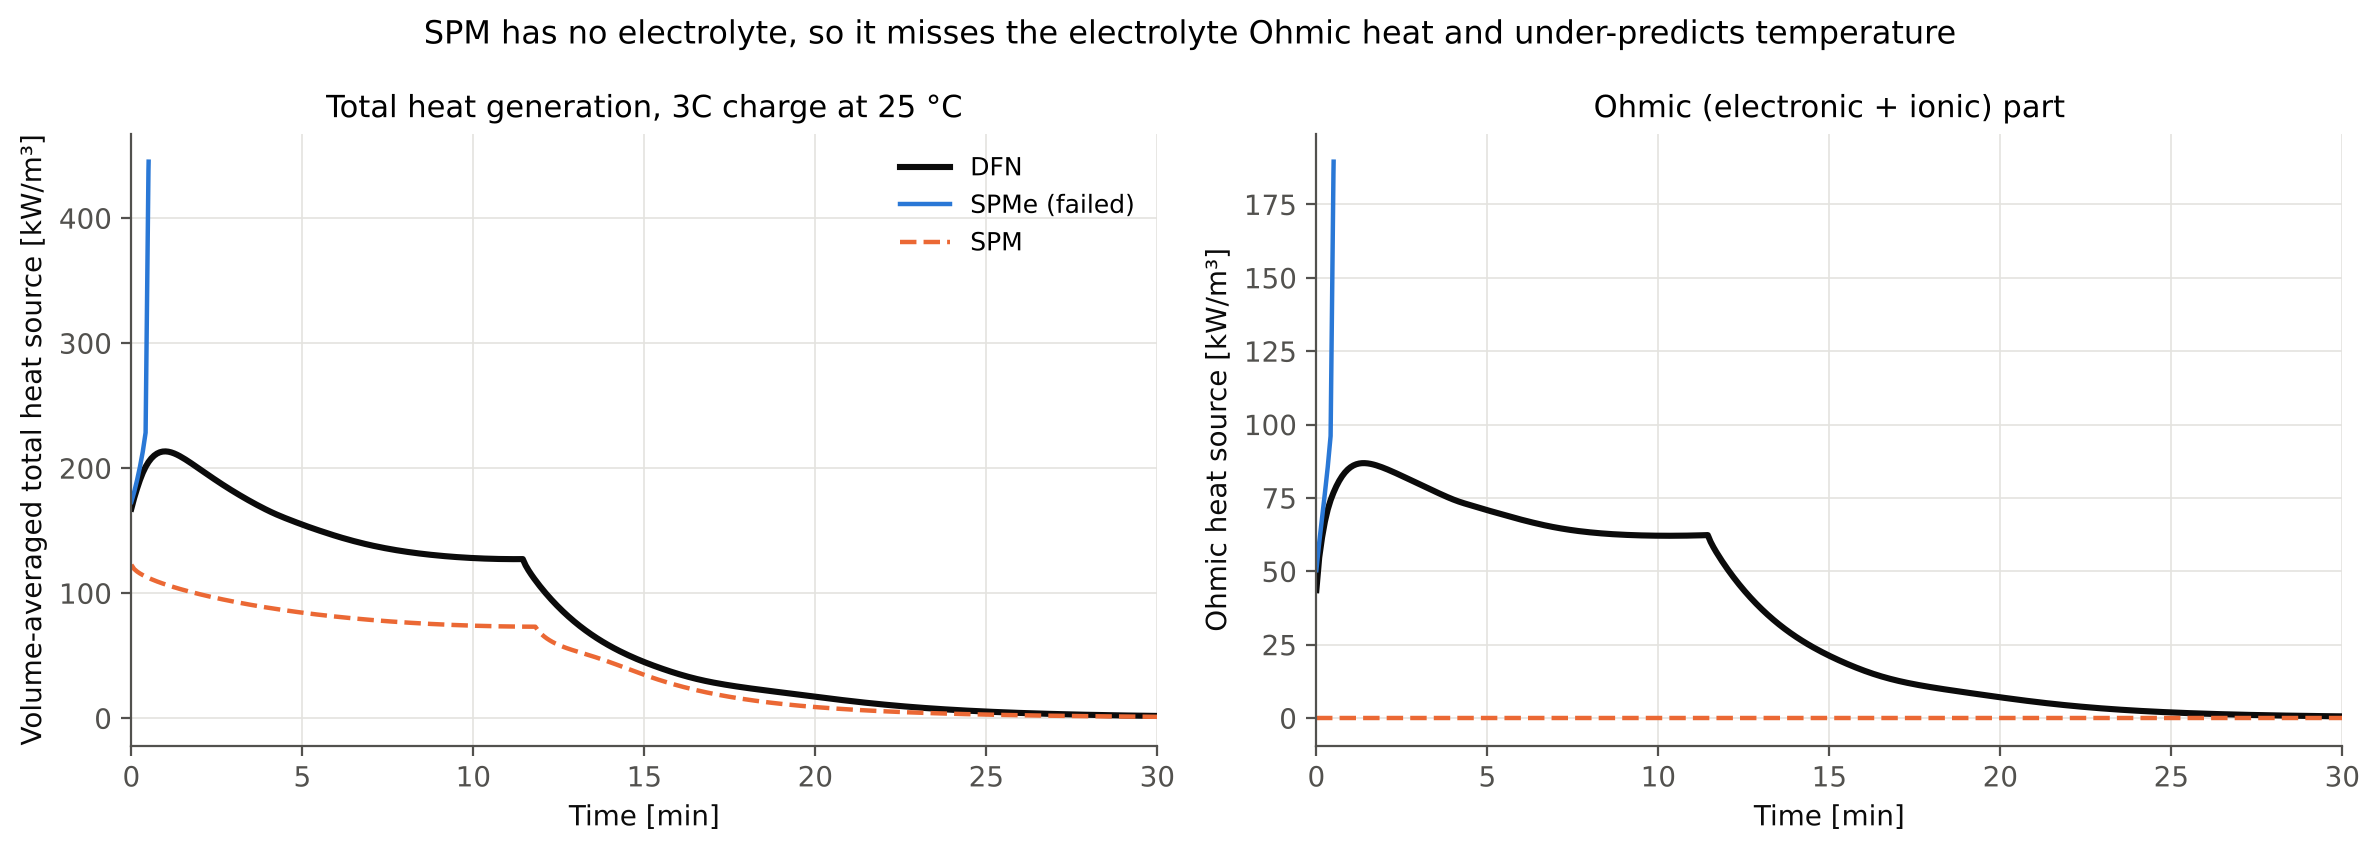 SPM has no electrolyte, so it misses the electrolyte Ohmic heat and under-predicts temperature
Total heat generation, 3C charge at 25 °C
Volume-averaged total heat source [kW/m³]
400
300
200
100
0
DFN
SPMe (failed)
SPM
0 5 10 15 20 25 30
Time [min]
Ohmic (electronic + ionic) part
Ohmic heat source [kW/m³]
175
150
125
100
75
50
25
0
0 5 10 15 20 25 30
Time [min]